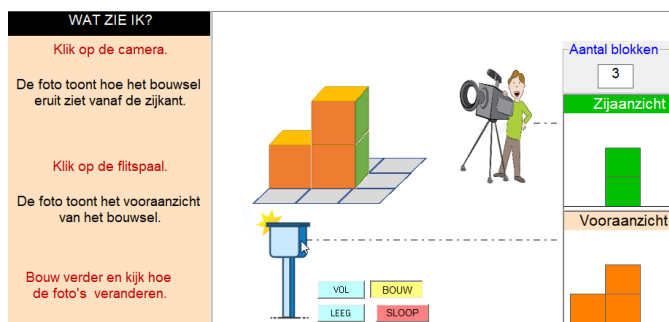 WAT ZIE IK?
Klik op de camera.
De foto toont hoe het bouwsel
eruit ziet vanaf de zijkant.
Klik op de flitspaal.
De foto toont het vooraanzicht
van het bouwsel.
Bouw verder en kijk hoe
de foto's veranderen.
VOL
BOUW
LEEG
SLOOP
Aantal blokken
3
Zijaanzicht
Vooraanzicht